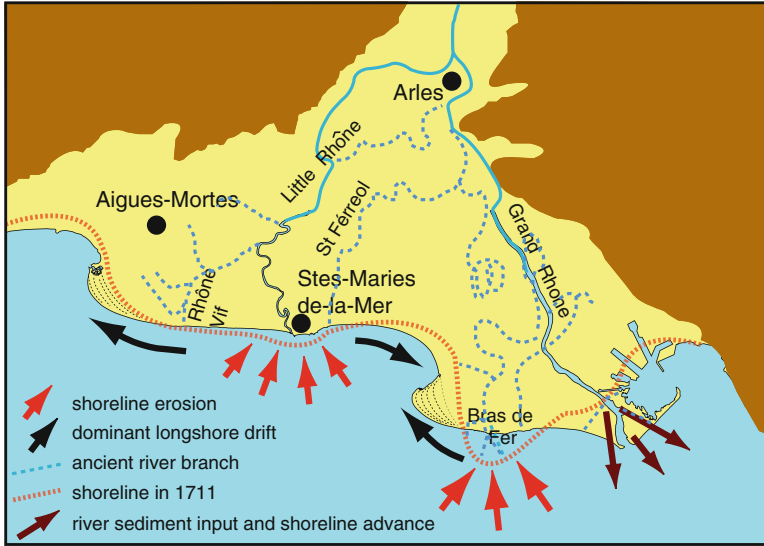 Arles
Little Rhône
Aigues-Mortes
St Férreol
Grand Rhone
Rhône
Vif
Stes-Maries
de-la-Mer
Bras de
Fer
shoreline erosion
dominant longshore drift
ancient river branch
shoreline in 1711
river sediment input and shoreline advance